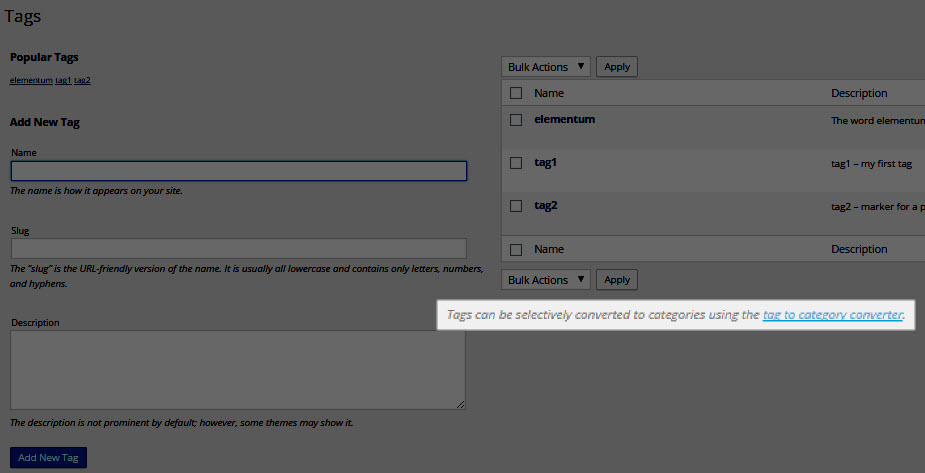 Tags
Popular Tags
elementum tag1 tag2
Add New Tag
Name
The name is how it appears on your site.
Slug
The "slug" is the URL-friendly version of the name. It is usually all lowercase and contains only letters, numbers,
and hyphens.
Description
The description is not prominent by default; however, some themes may show it.
Add New Tag
Bulk Actions Apply
Name Description
elementum The word elementum
tag1 tag1 – my first tag
tag2 tag2 – marker for a p
Name Description
Bulk Actions Apply
Tags can be selectively converted to categories using the tag to category converter.